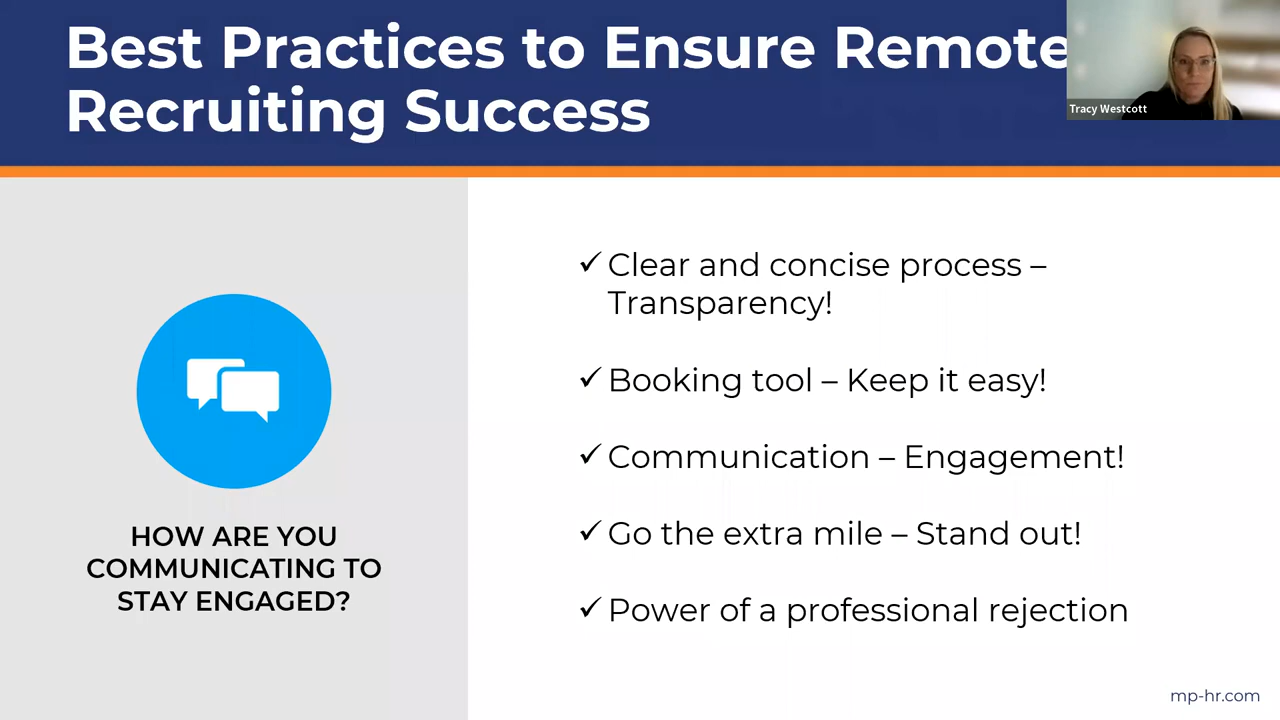 Best Practices to Ensure Remote
Recruiting Success
Tracy Westcott
✓ Clear and concise process –
Transparency!
✓ Booking tool – Keep it easy!
✓ Communication – Engagement!
✓ Go the extra mile – Stand out!
✓ Power of a professional rejection
HOW ARE YOU
COMMUNICATING TO
STAY ENGAGED?
mp-hr.com